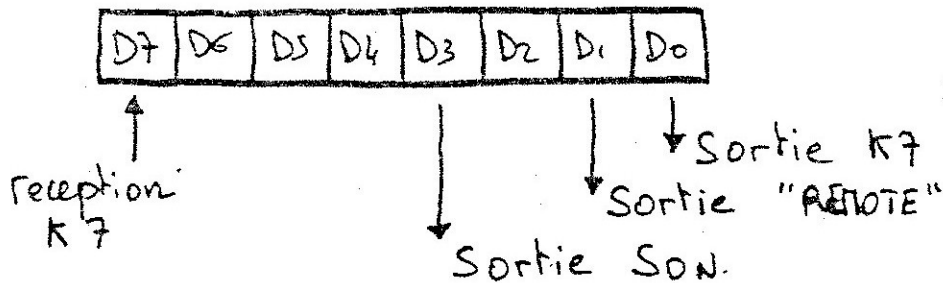 D7 D6 D5 D4 D3 D2 D1 D0
reception
K7
Sortie K7
Sortie "REMOTE"
Sortie SON.